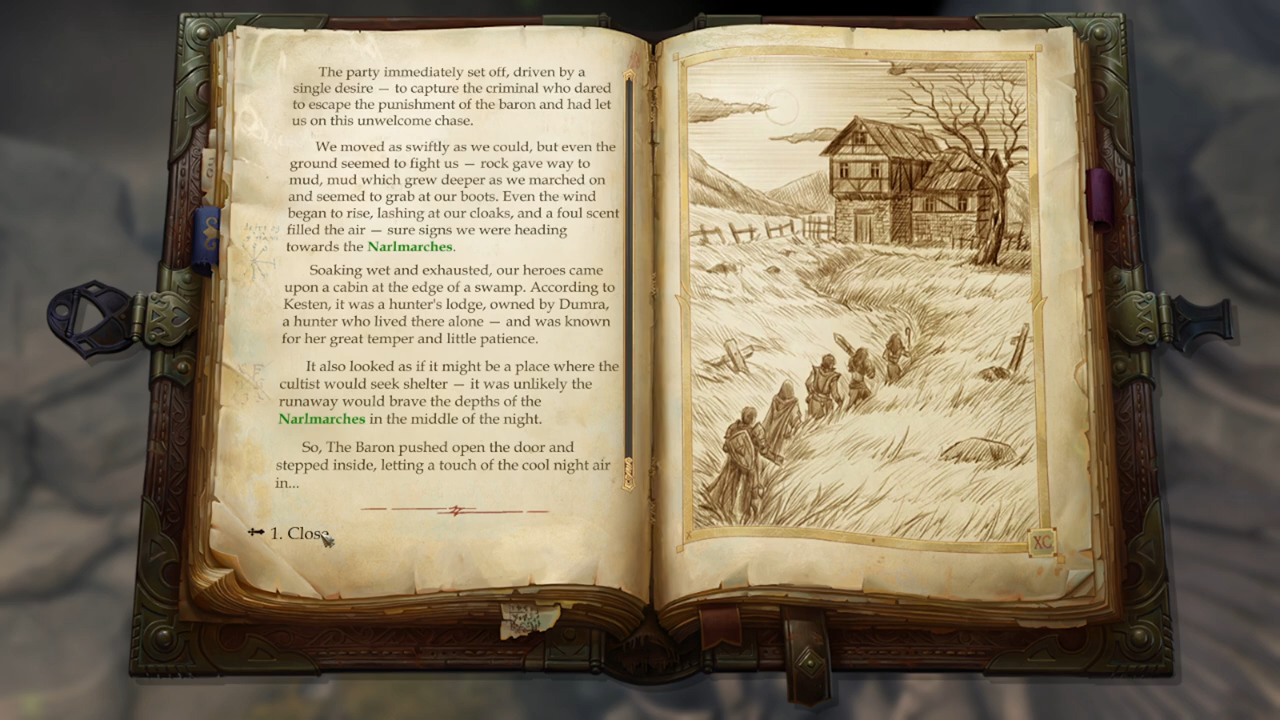 The party immediately set off, driven by a
single desire — to capture the criminal who dared
to escape the punishment of the baron and had let
us on this unwelcome chase.
We moved as swiftly as we could, but even the
ground seemed to fight us — rock gave way to
mud, mud which grew deeper as we marched on
and seemed to grab at our boots. Even the wind
began to rise, lashing at our cloaks, and a foul scent
filled the air — sure signs we were heading
towards the Narlmarches.
Soaking wet and exhausted, our heroes came
upon a cabin at the edge of a swamp. According to
Kesten, it was a hunter's lodge, owned by Dumra,
a hunter who lived there alone — and was known
for her great temper and little patience.
It also looked as if it might be a place where the
cultist would seek shelter — it was unlikely the
runaway would brave the depths of the
Narlmarches in the middle of the night.
So, The Baron pushed open the door and
stepped inside, letting a touch of the cool night air
in...
1. Close
XC